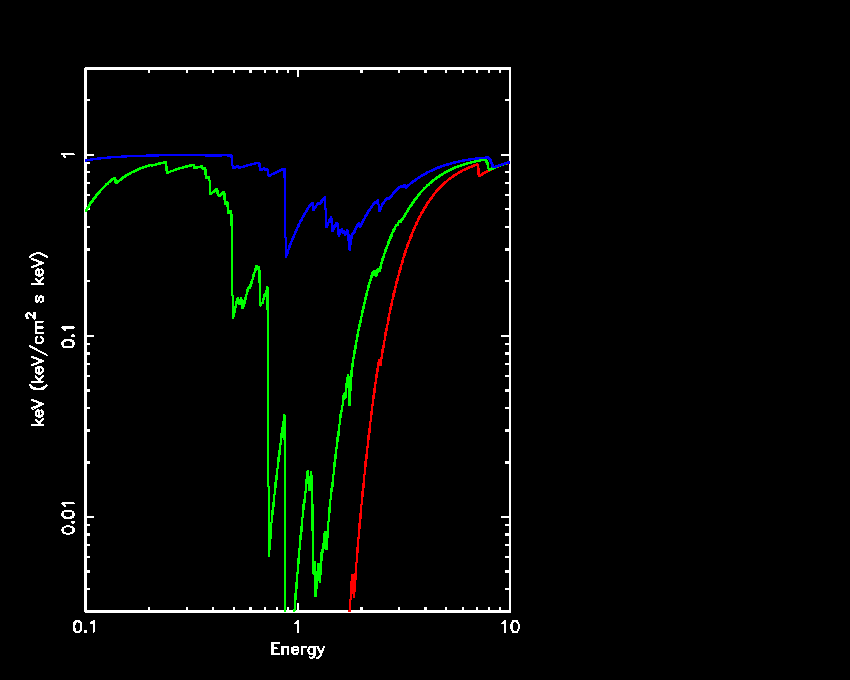 1
0.1
0.01
keV (keV/cm² s keV)
0.1 1 10
Energy